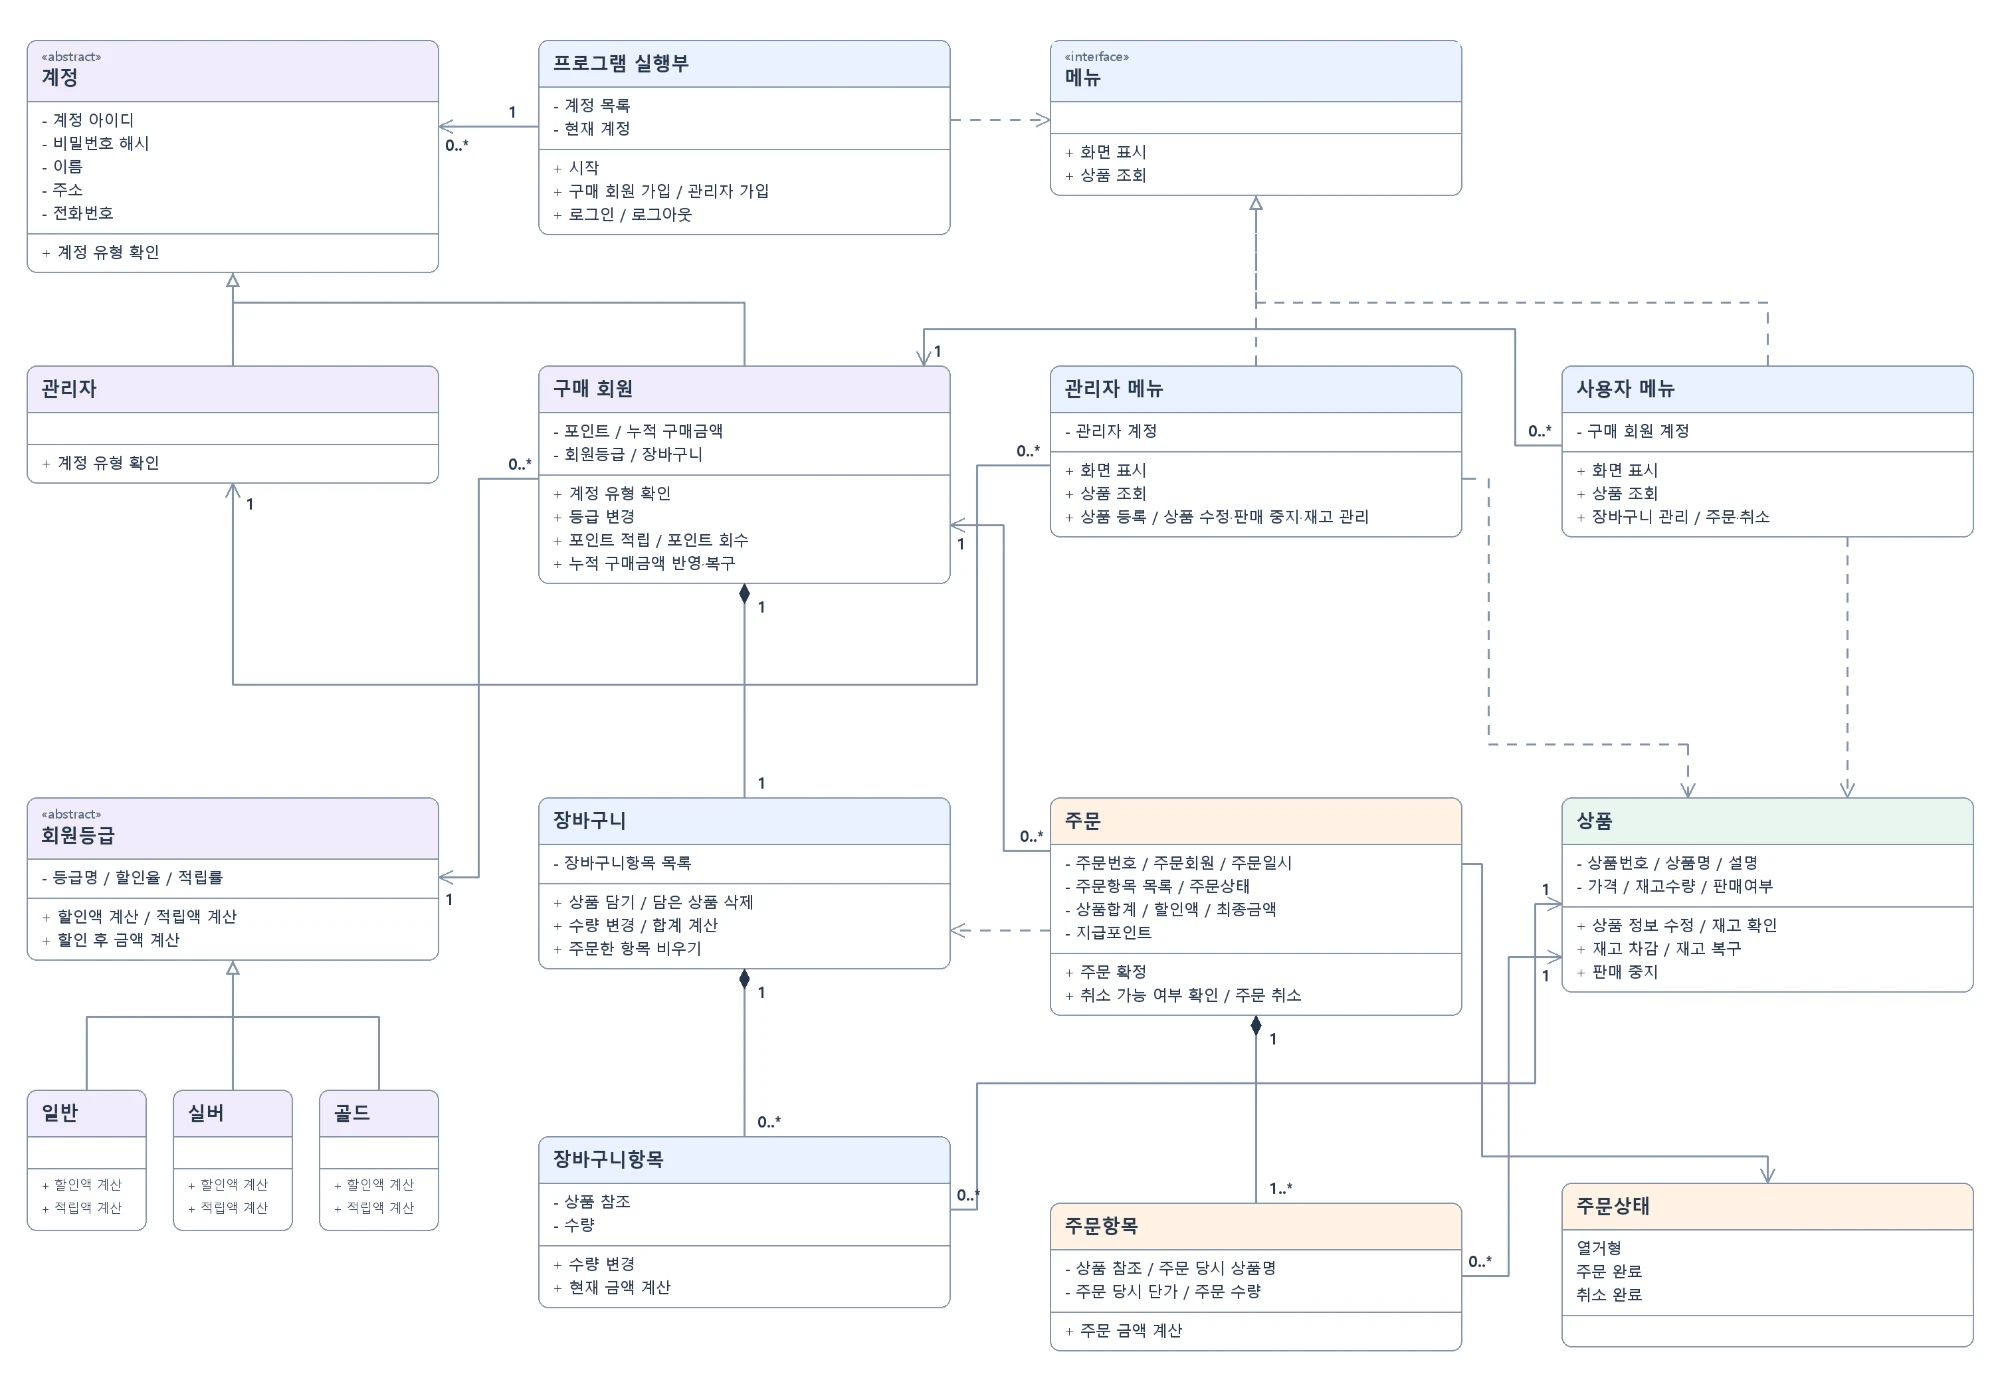 «abstract»
계정
- 계정 아이디
- 비밀번호 해시
- 이름
- 주소
- 전화번호
+ 계정 유형 확인
1
0..*
프로그램 실행부
- 계정 목록
- 현재 계정
+ 시작
+ 구매 회원 가입 / 관리자 가입
+ 로그인 / 로그아웃
«interface»
메뉴
+ 화면 표시
+ 상품 조회
관리자
+ 계정 유형 확인
1
구매 회원
- 포인트 / 누적 구매금액
- 회원등급 / 장바구니
+ 계정 유형 확인
+ 등급 변경
+ 포인트 적립 / 포인트 회수
+ 누적 구매금액 반영·복구
1
0..*
1
1
0..*
관리자 메뉴
- 관리자 계정
+ 화면 표시
+ 상품 조회
+ 상품 등록 / 상품 수정·판매 중지·재고 관리
0..*
사용자 메뉴
- 구매 회원 계정
+ 화면 표시
+ 상품 조회
+ 장바구니 관리 / 주문·취소
«abstract»
회원등급
- 등급명 / 할인율 / 적립률
+ 할인액 계산 / 적립액 계산
+ 할인 후 금액 계산
1
1
장바구니
- 장바구니항목 목록
+ 상품 담기 / 담은 상품 삭제
+ 수량 변경 / 합계 계산
+ 주문한 항목 비우기
1
0..*
주문
- 주문번호 / 주문회원 / 주문일시
- 주문항목 목록 / 주문상태
- 상품합계 / 할인액 / 최종금액
- 지급포인트
+ 주문 확정
+ 취소 가능 여부 확인 / 주문 취소
1
상품
- 상품번호 / 상품명 / 설명
- 가격 / 재고수량 / 판매여부
+ 상품 정보 수정 / 재고 확인
+ 재고 차감 / 재고 복구
+ 판매 중지
1
1
일반
+ 할인액 계산
+ 적립액 계산
실버
+ 할인액 계산
+ 적립액 계산
골드
+ 할인액 계산
+ 적립액 계산
0..*
장바구니항목
- 상품 참조
- 수량
+ 수량 변경
+ 현재 금액 계산
0..*
1..*
주문항목
- 상품 참조 / 주문 당시 상품명
- 주문 당시 단가 / 주문 수량
+ 주문 금액 계산
0..*
주문상태
열거형
주문 완료
취소 완료